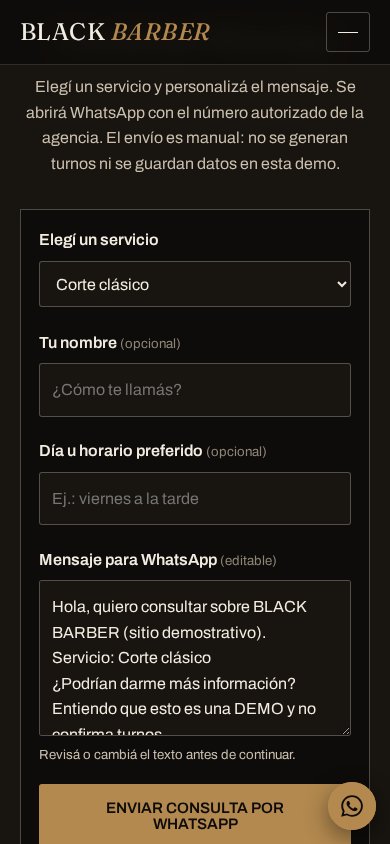 BLACK BARBER
Elegí un servicio y personalizá el mensaje. Se
abrirá WhatsApp con el número autorizado de la
agencia. El envío es manual: no se generan
turnos ni se guardan datos en esta demo.
Elegí un servicio
Corte clásico
Tu nombre (opcional)
¿Cómo te llamás?
Día u horario preferido (opcional)
Ej.: viernes a la tarde
Mensaje para WhatsApp (editable)
Hola, quiero consultar sobre BLACK
BARBER (sitio demostrativo).
Servicio: Corte clásico
¿Podrían darme más información?
Entiendo que esto es una DEMO y no
confirma turnos
Revisá o cambiá el texto antes de continuar.
ENVIAR CONSULTA POR
WHATSAPP